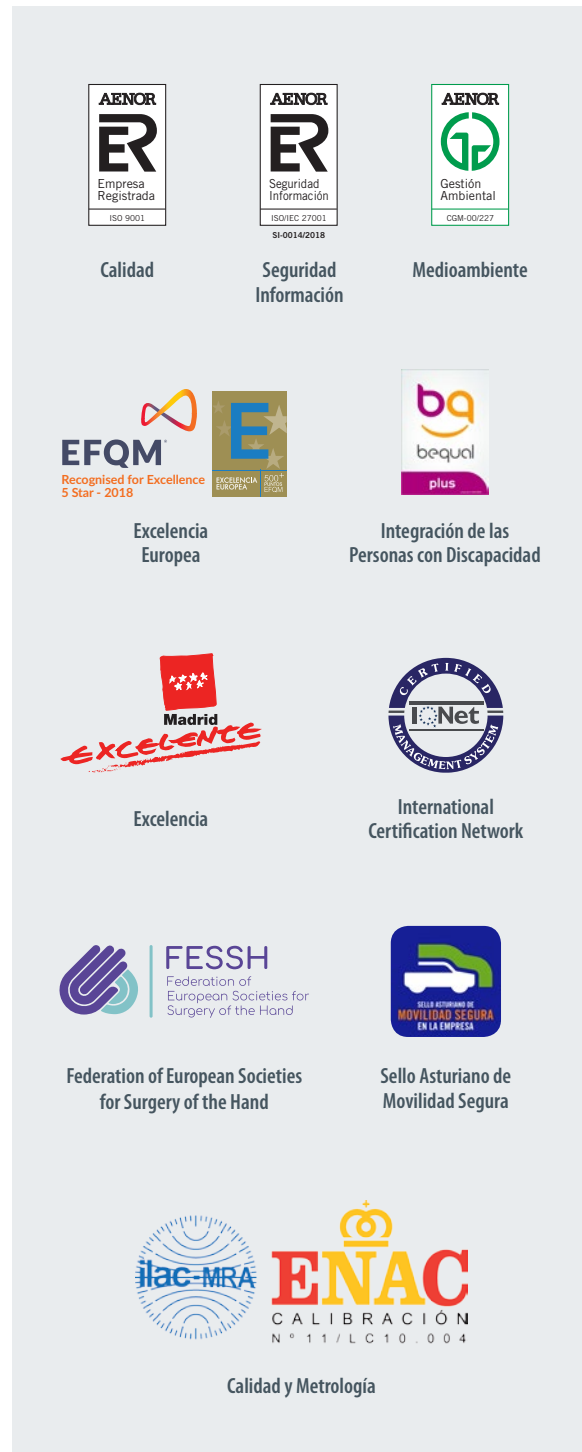 AENOR
Empresa
Registrada
ISO 9001
Calidad
AENOR
Seguridad
Información
ISO/IEC 27001
SI-0014/2018
Seguridad
Información
AENOR
Gestión
Ambiental
CGM-00/227
Medioambiente
EFQM
Recognised for Excellence
5 Star - 2018
E
EXCELENCIA
EUROPEA
500+
PUNTOS
EFQM
Excelencia
Europea
bq
bequal
plus
Integración de las
Personas con Discapacidad
Madrid
EXCELENTE
Excelencia
CERTIFIED
IQNet
MANAGEMENT SYSTEM
International
Certification Network
FESSH
Federation of
European Societies for
Surgery of the Hand
Federation of European Societies
for Surgery of the Hand
SELLO ASTURIANO DE
MOVILIDAD SEGURA
EN LA EMPRESA
Sello Asturiano de
Movilidad Segura
ilac-MRA
ENAC
CALIBRACIÓN
Nº 11/LC10.004
Calidad y Metrología